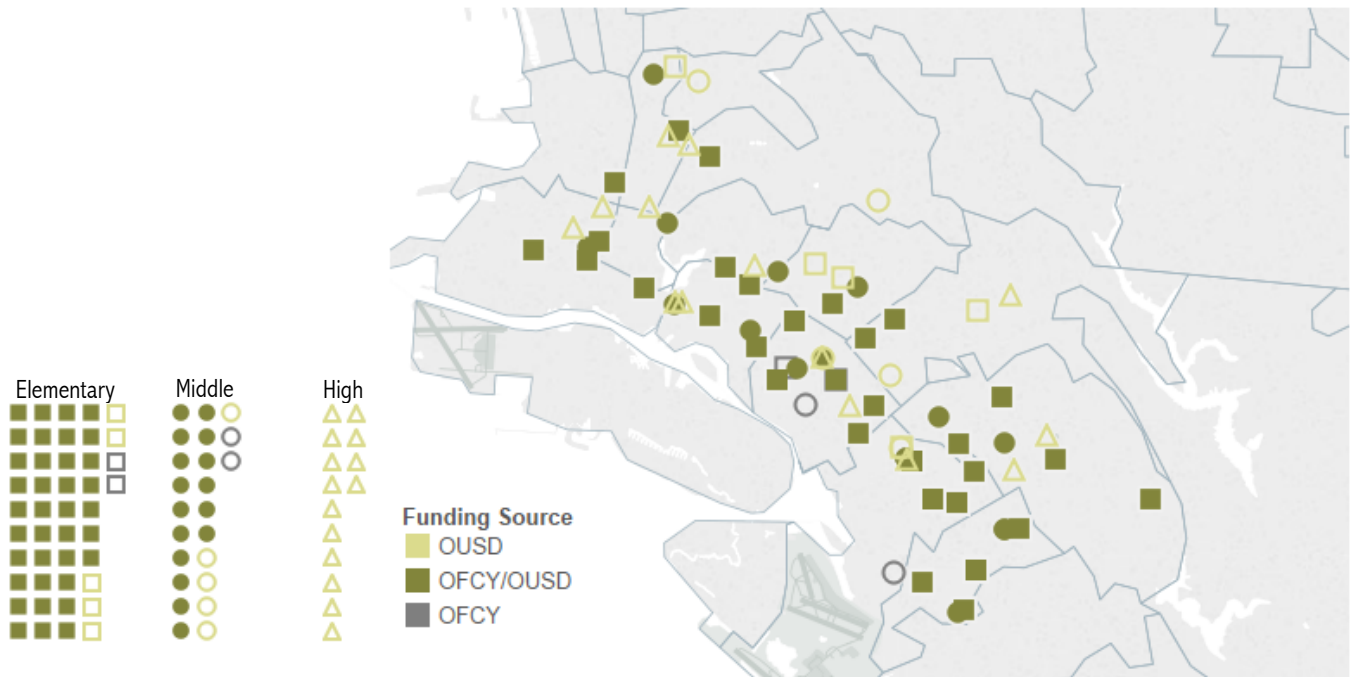 Elementary
Middle
High
Funding Source
OUSD
OFCY/OUSD
OFCY